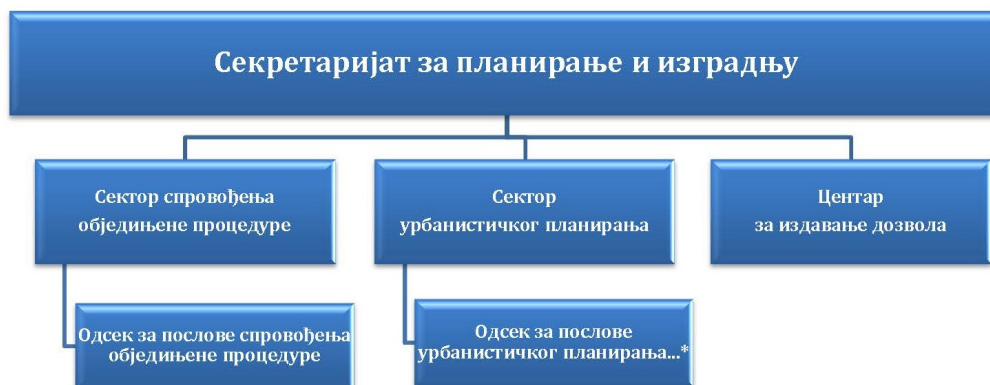 Секретаријат за планирање и изградњу
Сектор спровођења
обједињене процедуре
Сектор
урбанистичког планирања
Центар
за издавање дозвола
Одсек за послове спровођења
обједињене процедуре
Одсек за послове
урбанистичког планирања...*